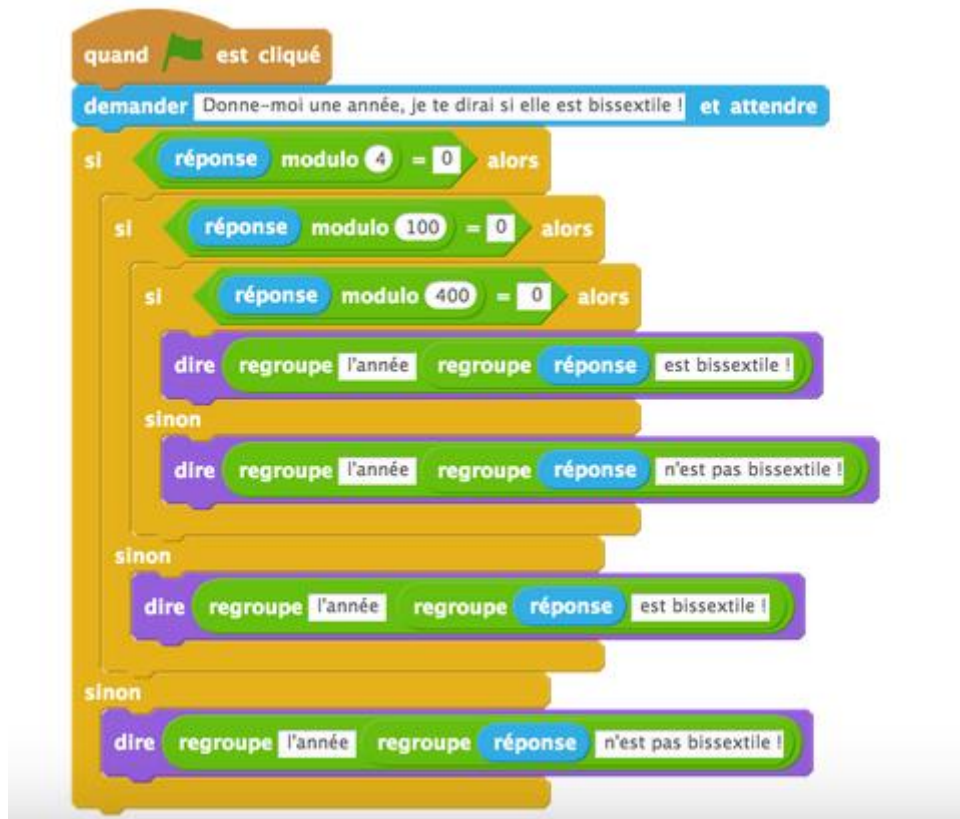 quand est cliqué
demander Donne-moi une année, je te dirai si elle est bissextile ! et attendre
si réponse modulo 4 = 0 alors
si réponse modulo 100 = 0 alors
si réponse modulo 400 = 0 alors
dire regroupe l'année regroupe réponse est bissextile !
sinon
dire regroupe l'année regroupe réponse n'est pas bissextile !
sinon
dire regroupe l'année regroupe réponse est bissextile !
sinon
dire regroupe l'année regroupe réponse n'est pas bissextile !